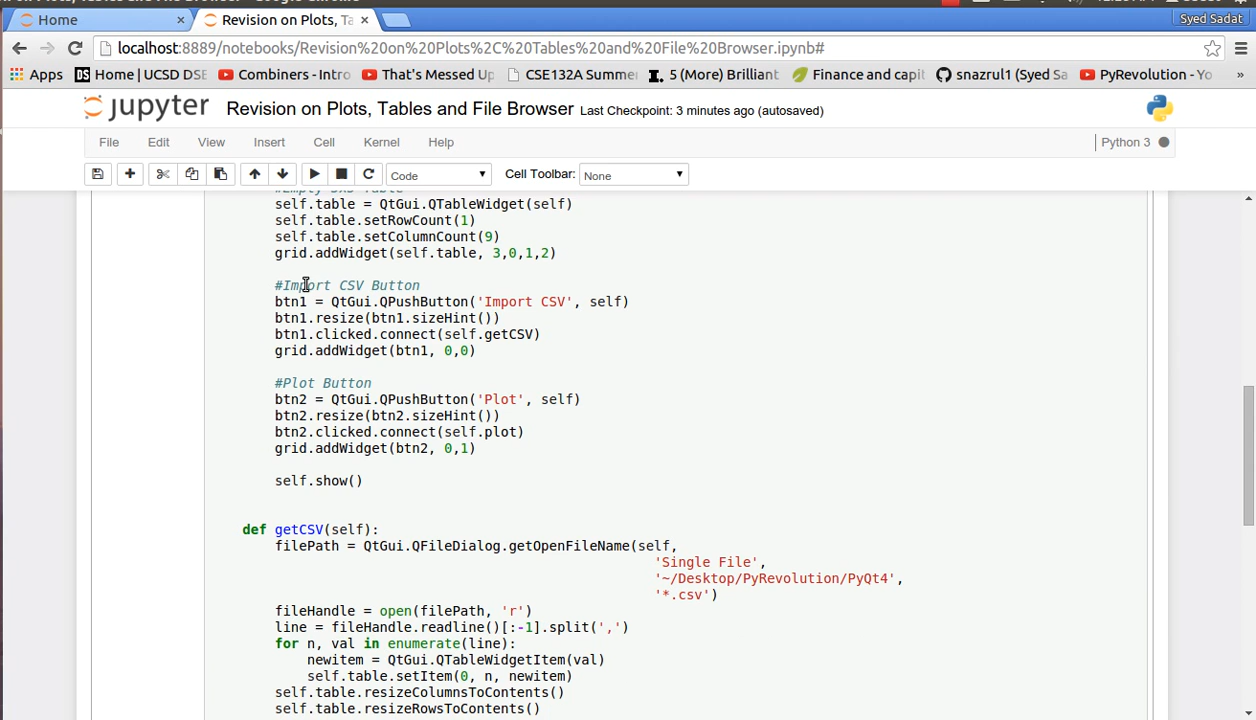 Home
Revision on Plots, Ta
Syed Sadat
localhost:8889/notebooks/Revision%20on%20Plots%2C%20Tables%20and%20File%20Browser.ipynb#
Apps
Home | UCSD DSE
Combiners - Intro
That's Messed Up
CSE132A Summer
5 (More) Brilliant
Finance and capit
snazrul1 (Syed Sa
PyRevolution - Yo
»
jupyter
Revision on Plots, Tables and File Browser Last Checkpoint: 3 minutes ago (autosaved)
File Edit View Insert Cell Kernel Help
Python 3
Code
Cell Toolbar:
None
self.table = QtGui.QTableWidget(self)
self.table.setRowCount(1)
self.table.setColumnCount(9)
grid.addWidget(self.table, 3,0,1,2)
#Import CSV Button
btn1 = QtGui.QPushButton('Import CSV', self)
btn1.resize(btn1.sizeHint())
btn1.clicked.connect(self.getCSV)
grid.addWidget(btn1, 0,0)
#Plot Button
btn2 = QtGui.QPushButton('Plot', self)
btn2.resize(btn2.sizeHint())
btn2.clicked.connect(self.plot)
grid.addWidget(btn2, 0,1)
self.show()
def getCSV(self):
filePath = QtGui.QFileDialog.getOpenFileName(self,
'Single File',
'~/Desktop/PyRevolution/PyQt4',
'*.csv')
fileHandle = open(filePath, 'r')
line = fileHandle.readline()[:-1].split(',')
for n, val in enumerate(line):
newitem = QtGui.QTableWidgetItem(val)
self.table.setItem(0, n, newitem)
self.table.resizeColumnsToContents()
self.table.resizeRowsToContents()